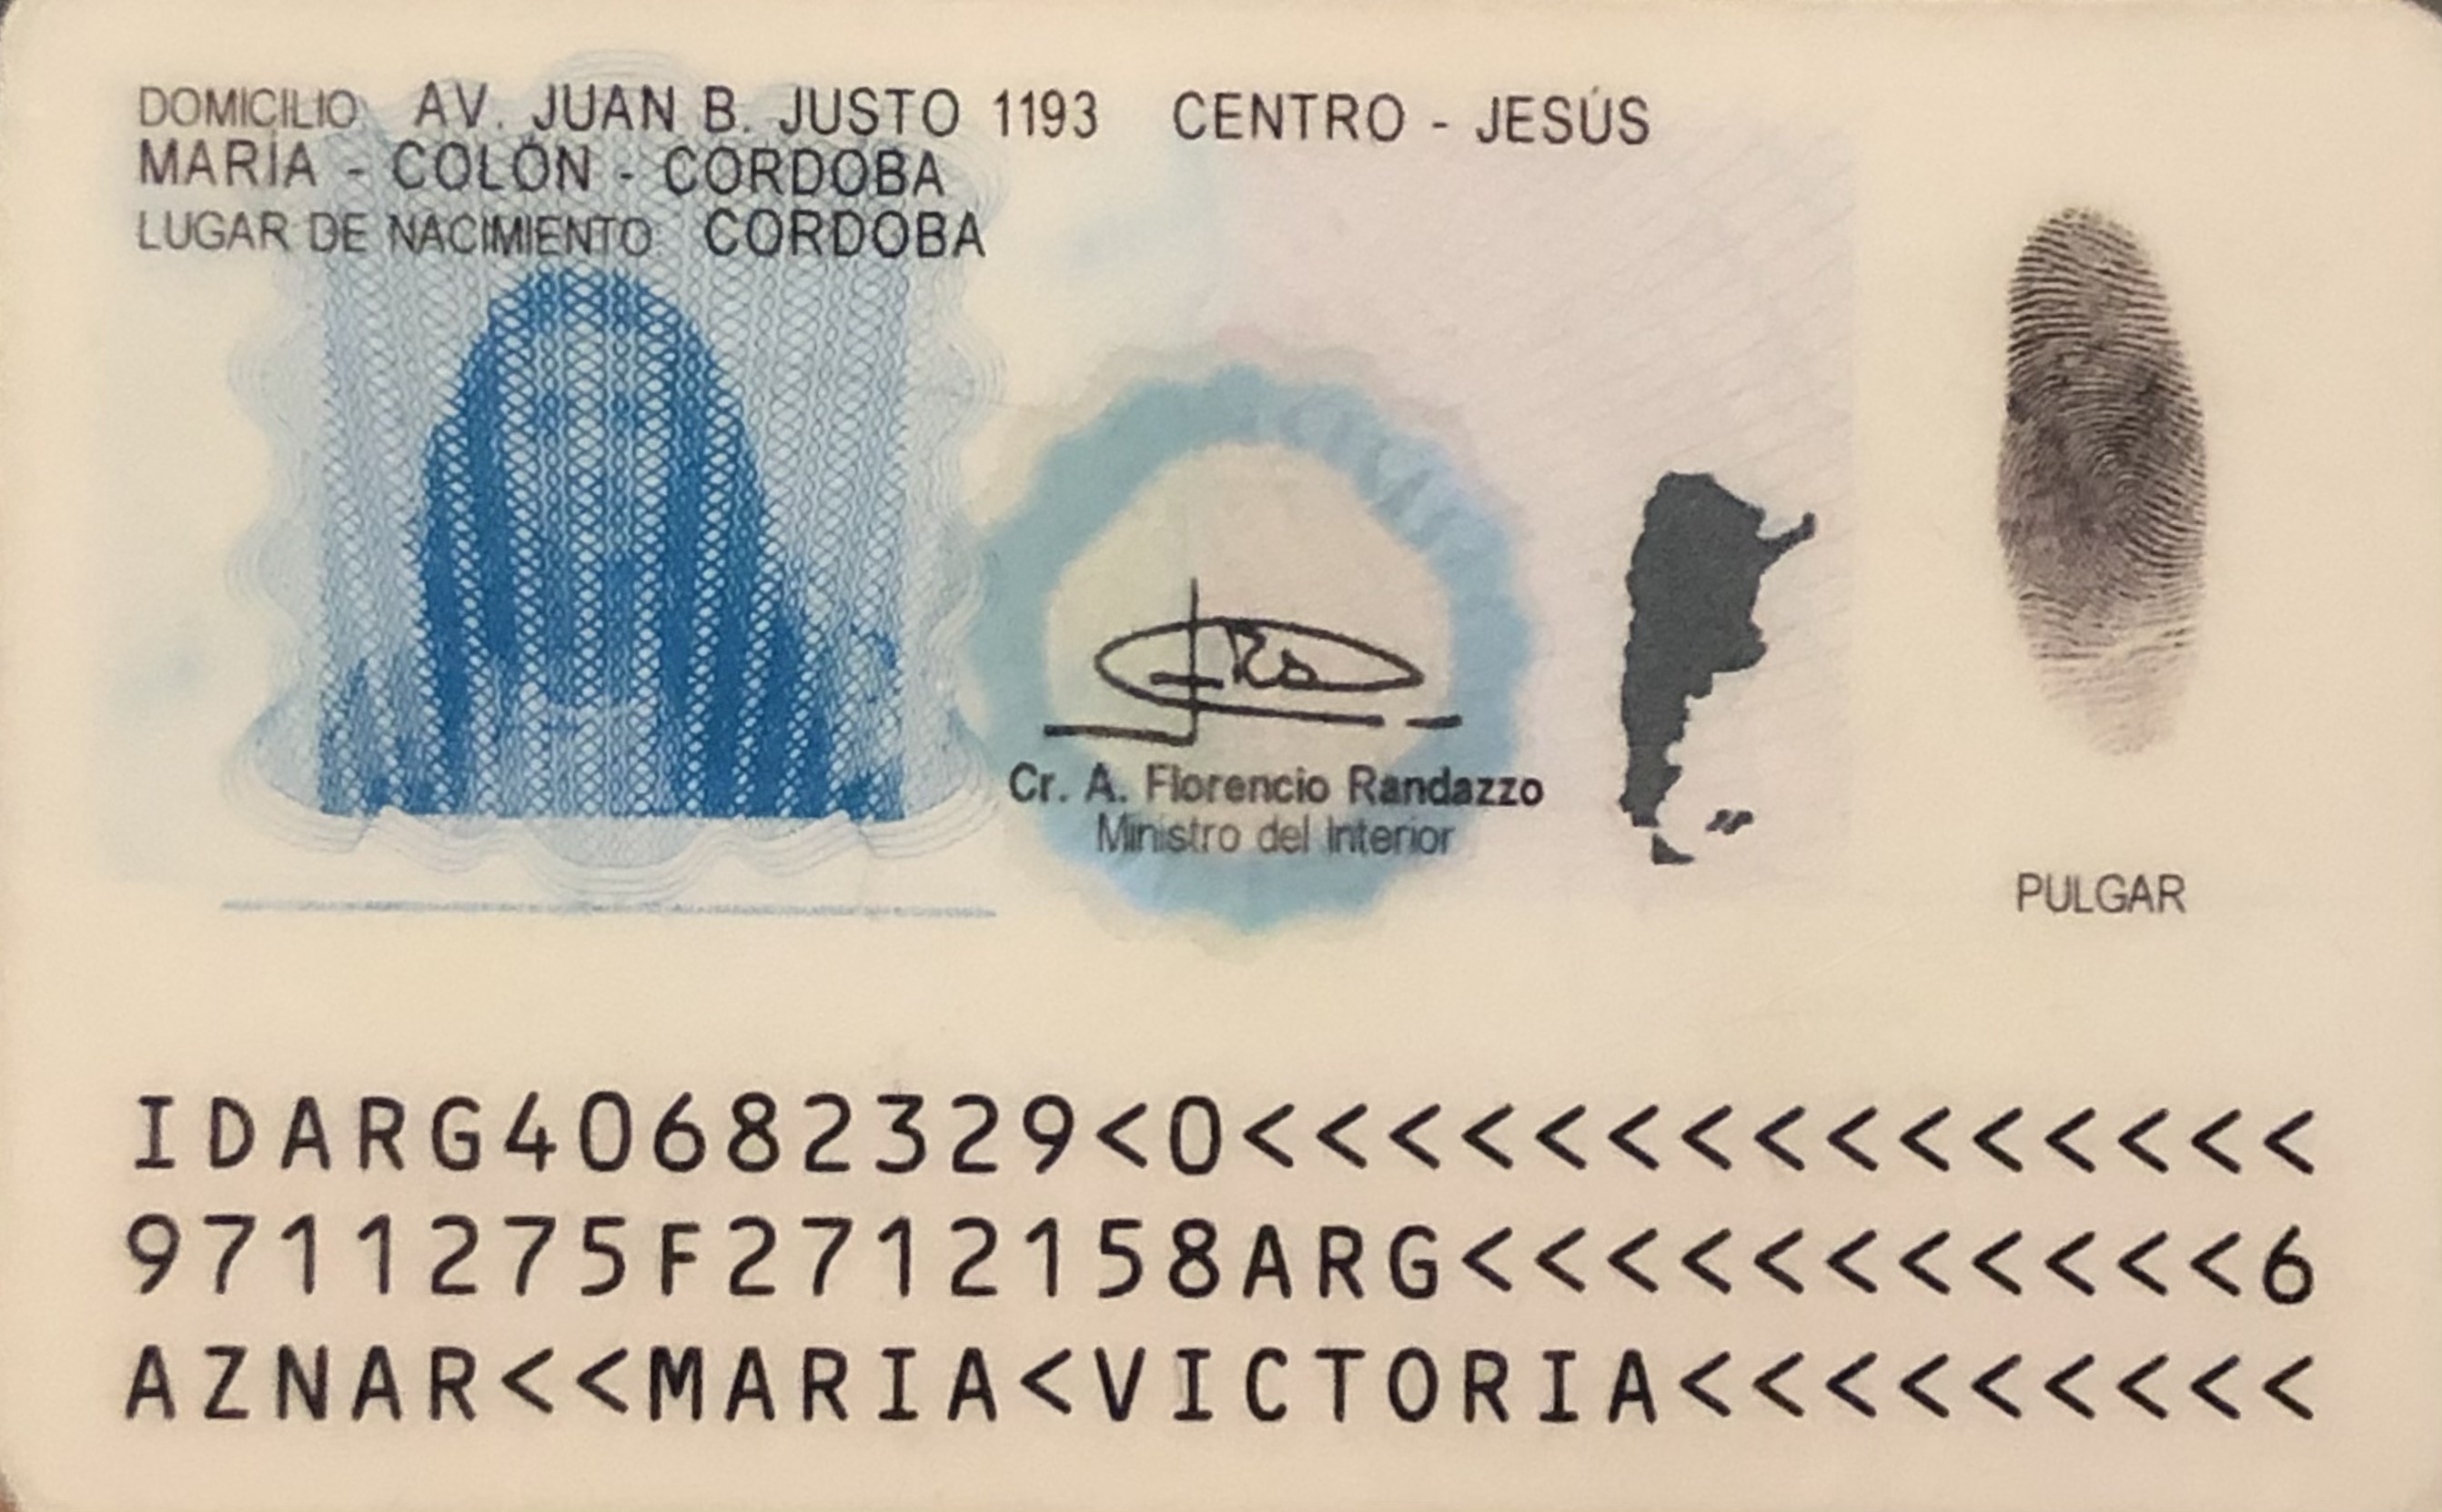 DOMICILIO: AV. JUAN B. JUSTO 1193 CENTRO - JESÚS
MARÍA - COLÓN - CORDOBA
LUGAR DE NACIMIENTO: CORDOBA
Cr. A. Florencio Randazzo
Ministro del Interior
PULGAR
IDARG40682329<0<<<<<<<<<<<<<<<
9711275F2712158ARG<<<<<<<<<<<6
AZNAR<<MARIA<VICTORIA<<<<<<<<<